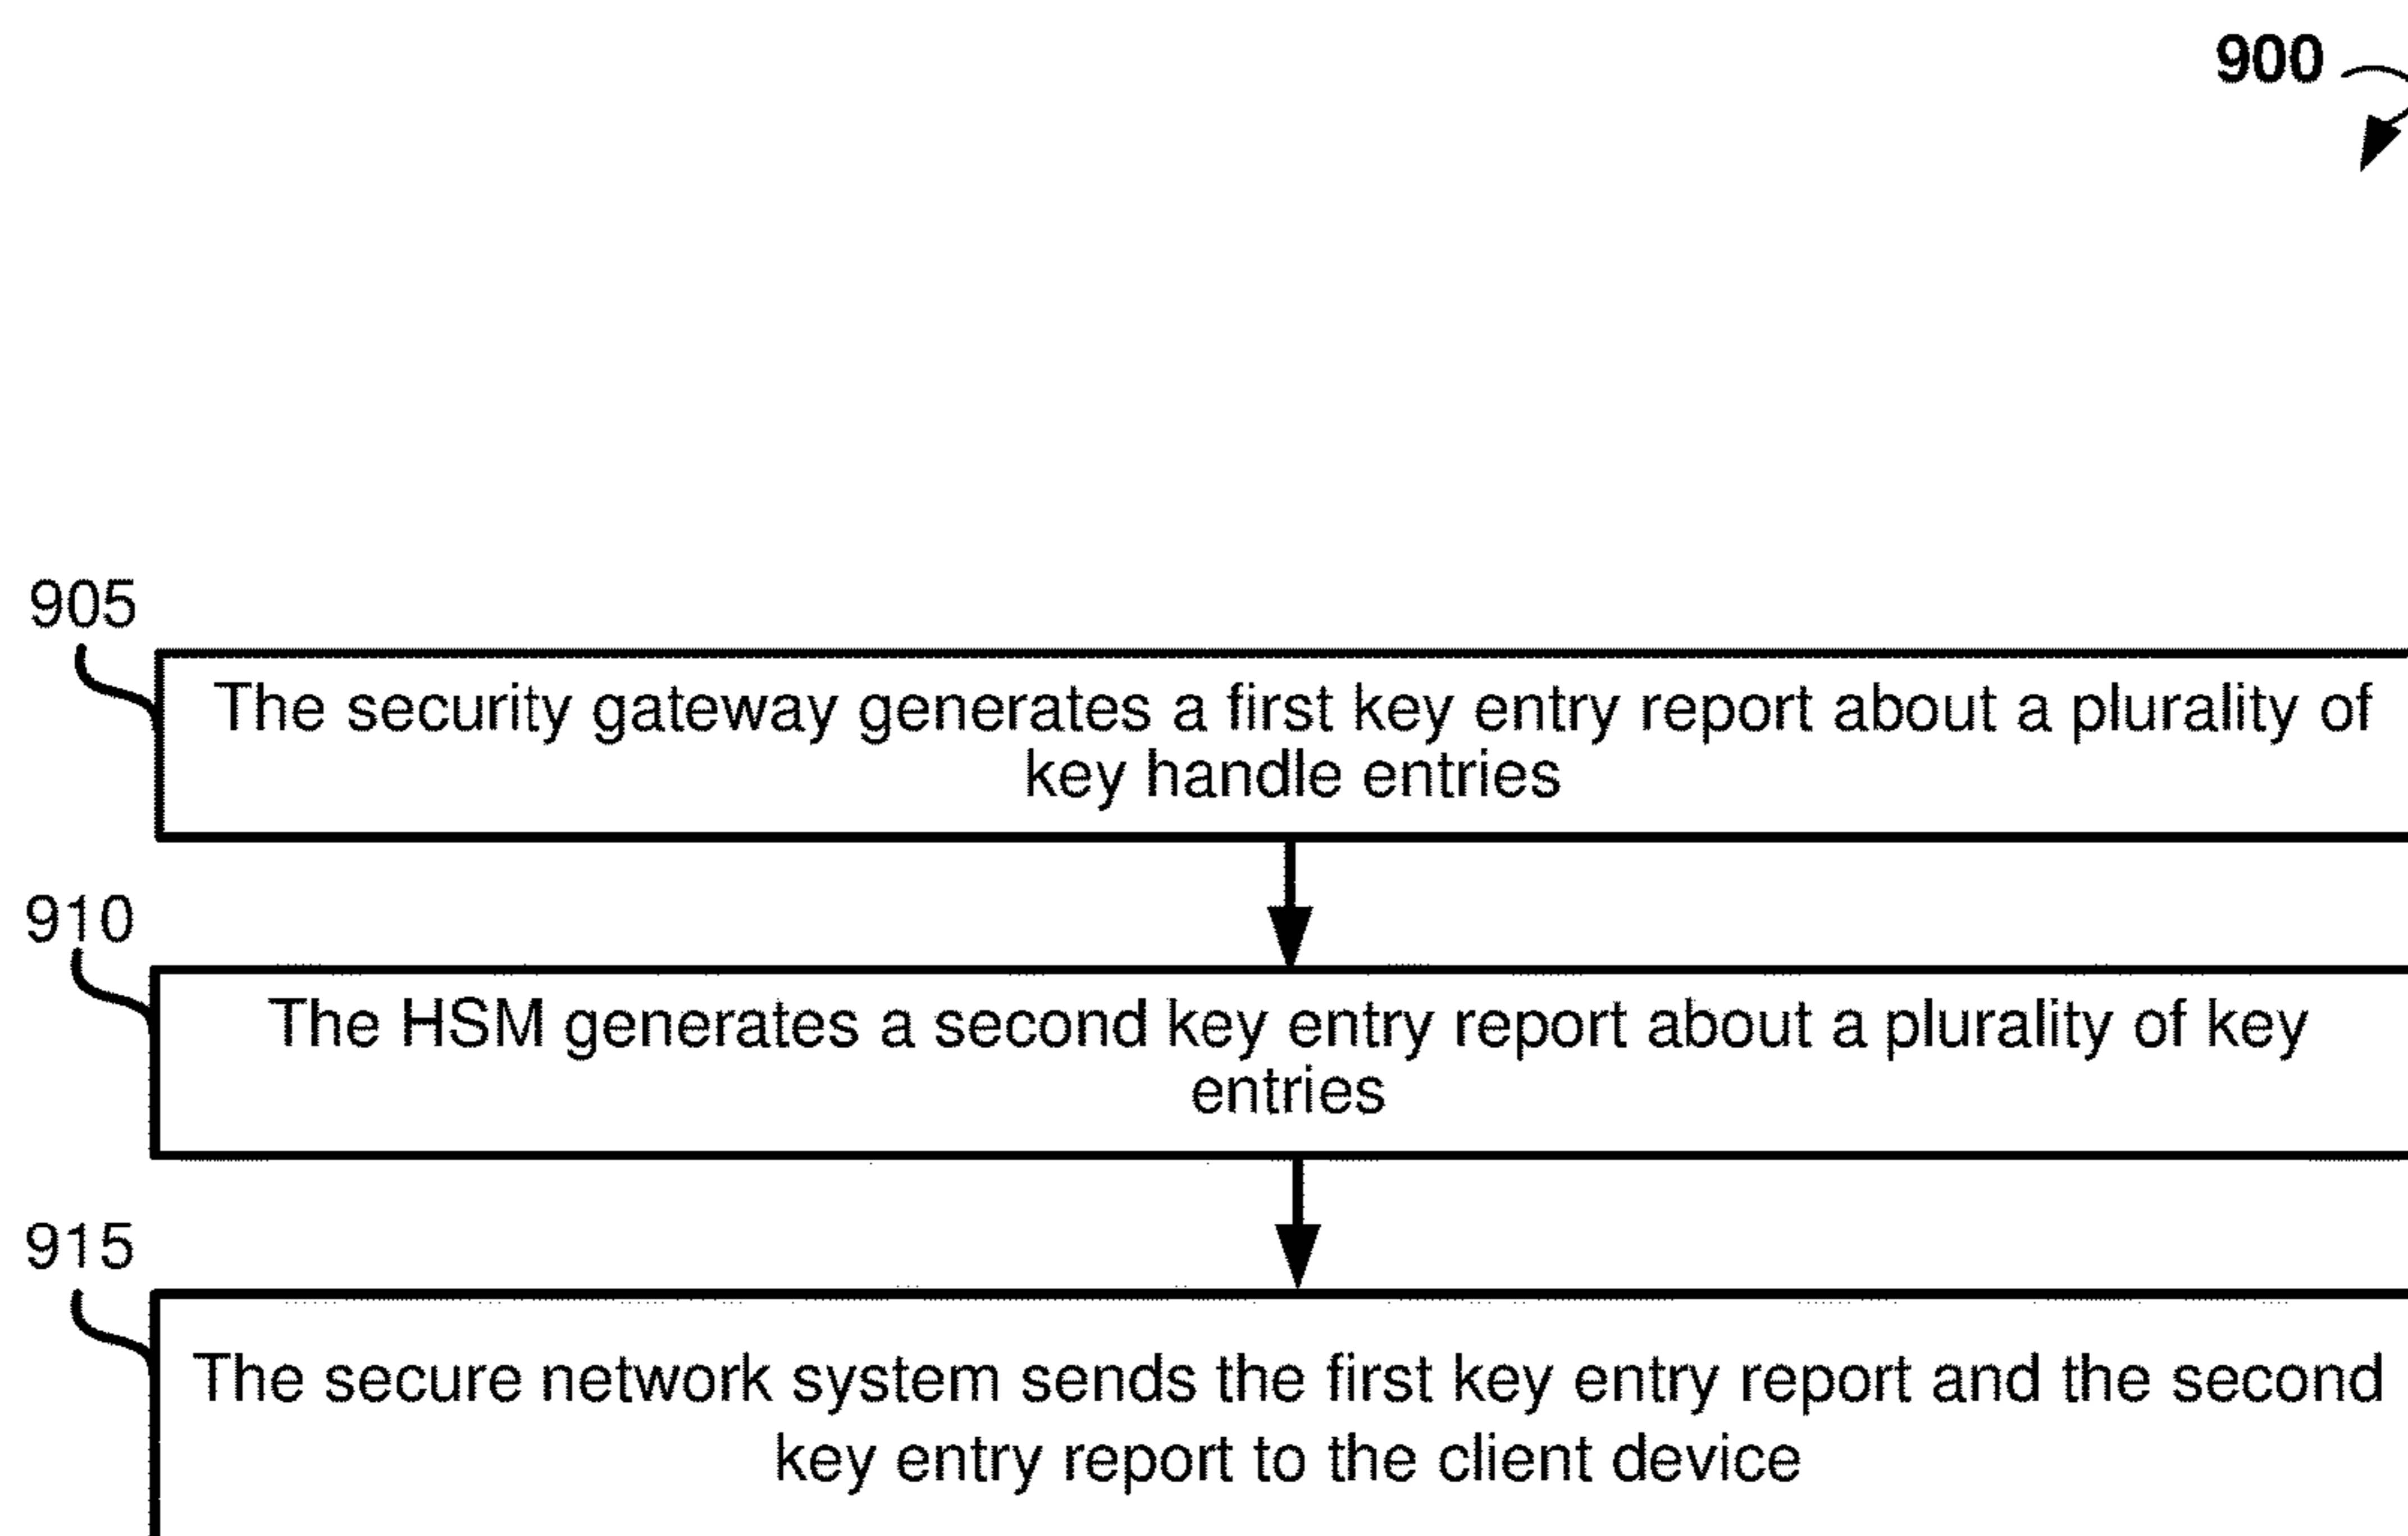 900
905
The security gateway generates a first key entry report about a plurality of
key handle entries
910
The HSM generates a second key entry report about a plurality of key
entries
915
The secure network system sends the first key entry report and the second
key entry report to the client device